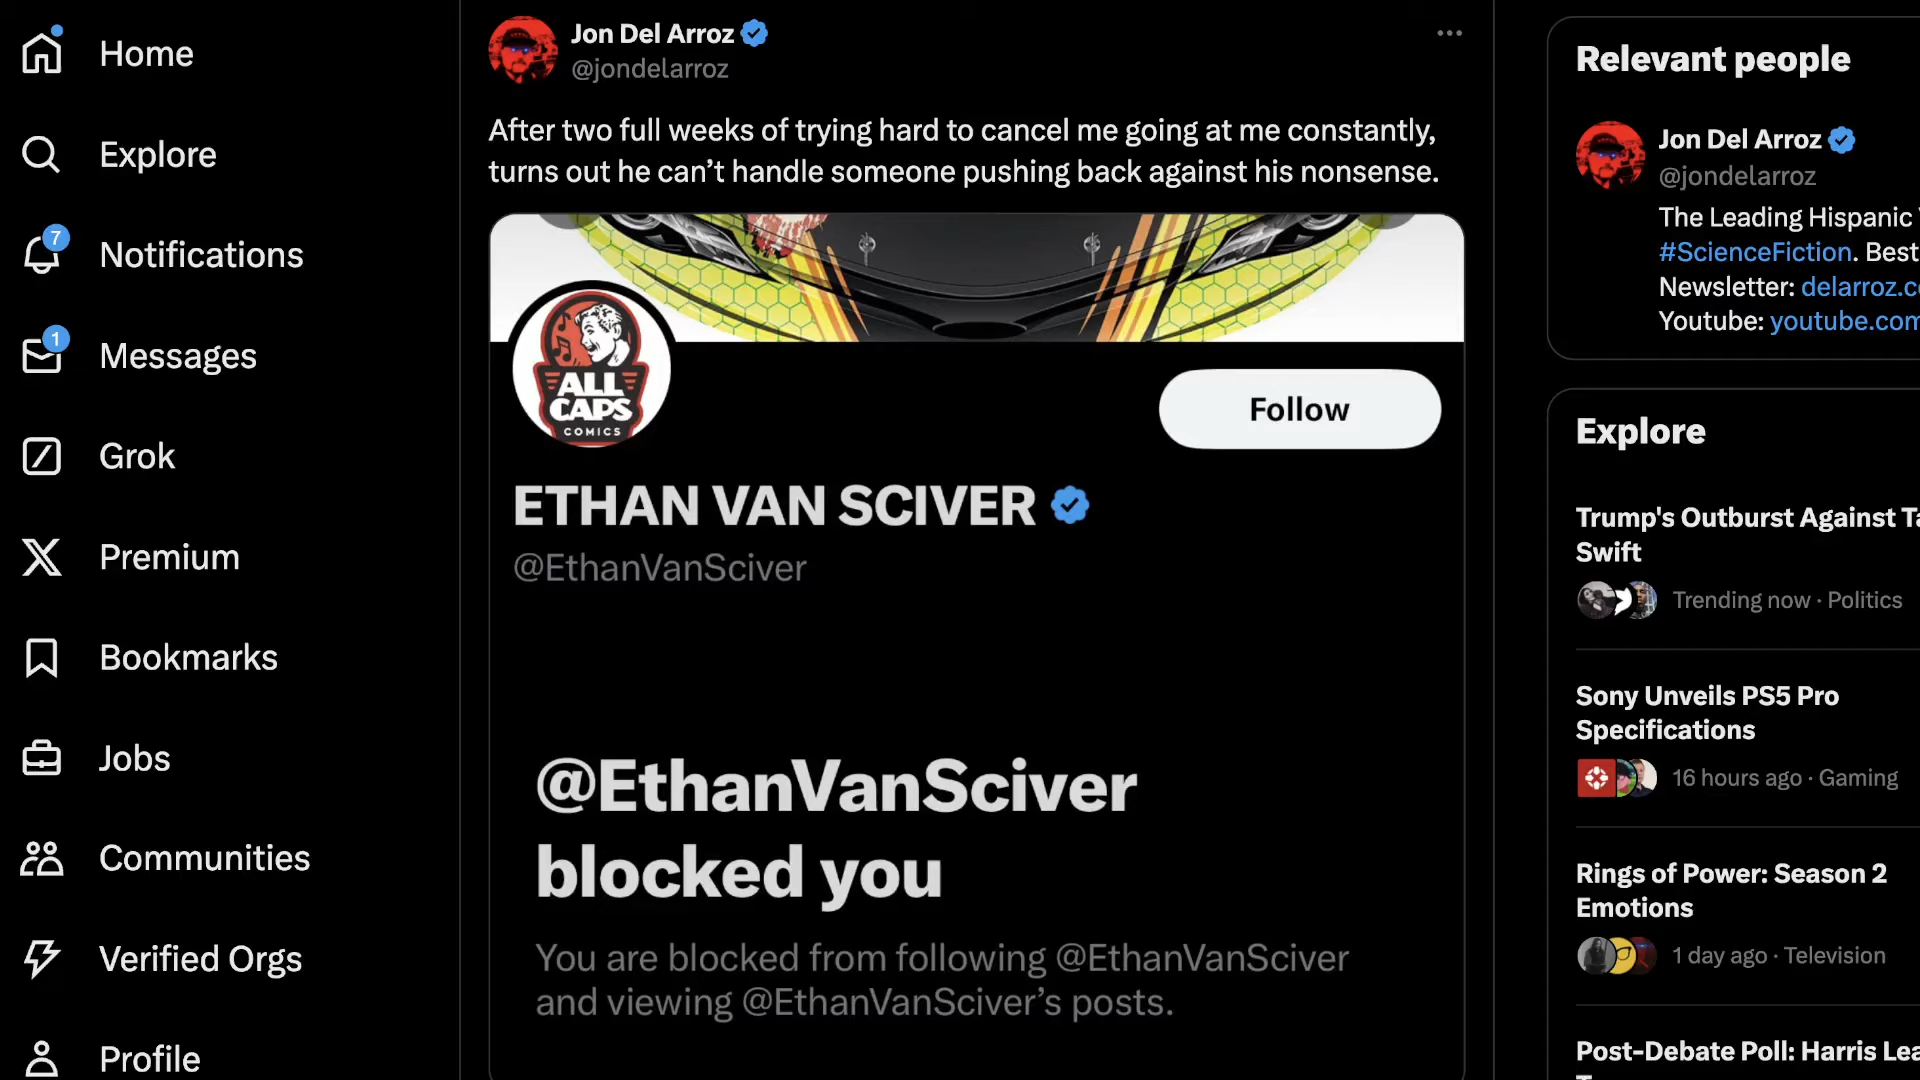 Home
Explore
7
Notifications
1
Messages
Grok
Premium
Bookmarks
Jobs
Communities
Verified Orgs
Profile
Jon Del Arroz
@jondelarroz
After two full weeks of trying hard to cancel me going at me constantly,
turns out he can’t handle someone pushing back against his nonsense.
ALL
CAPS
COMICS
Follow
ETHAN VAN SCIVER
@EthanVanSciver
@EthanVanSciver
blocked you
You are blocked from following @EthanVanSciver
and viewing @EthanVanSciver’s posts.
Relevant people
Jon Del Arroz
@jondelarroz
The Leading Hispanic
#ScienceFiction. Best
Newsletter: delarroz.c
Youtube: youtube.com
Explore
Trump's Outburst Against Ta
Swift
Trending now · Politics
Sony Unveils PS5 Pro
Specifications
16 hours ago · Gaming
Rings of Power: Season 2
Emotions
1 day ago · Television
Post-Debate Poll: Harris Lea